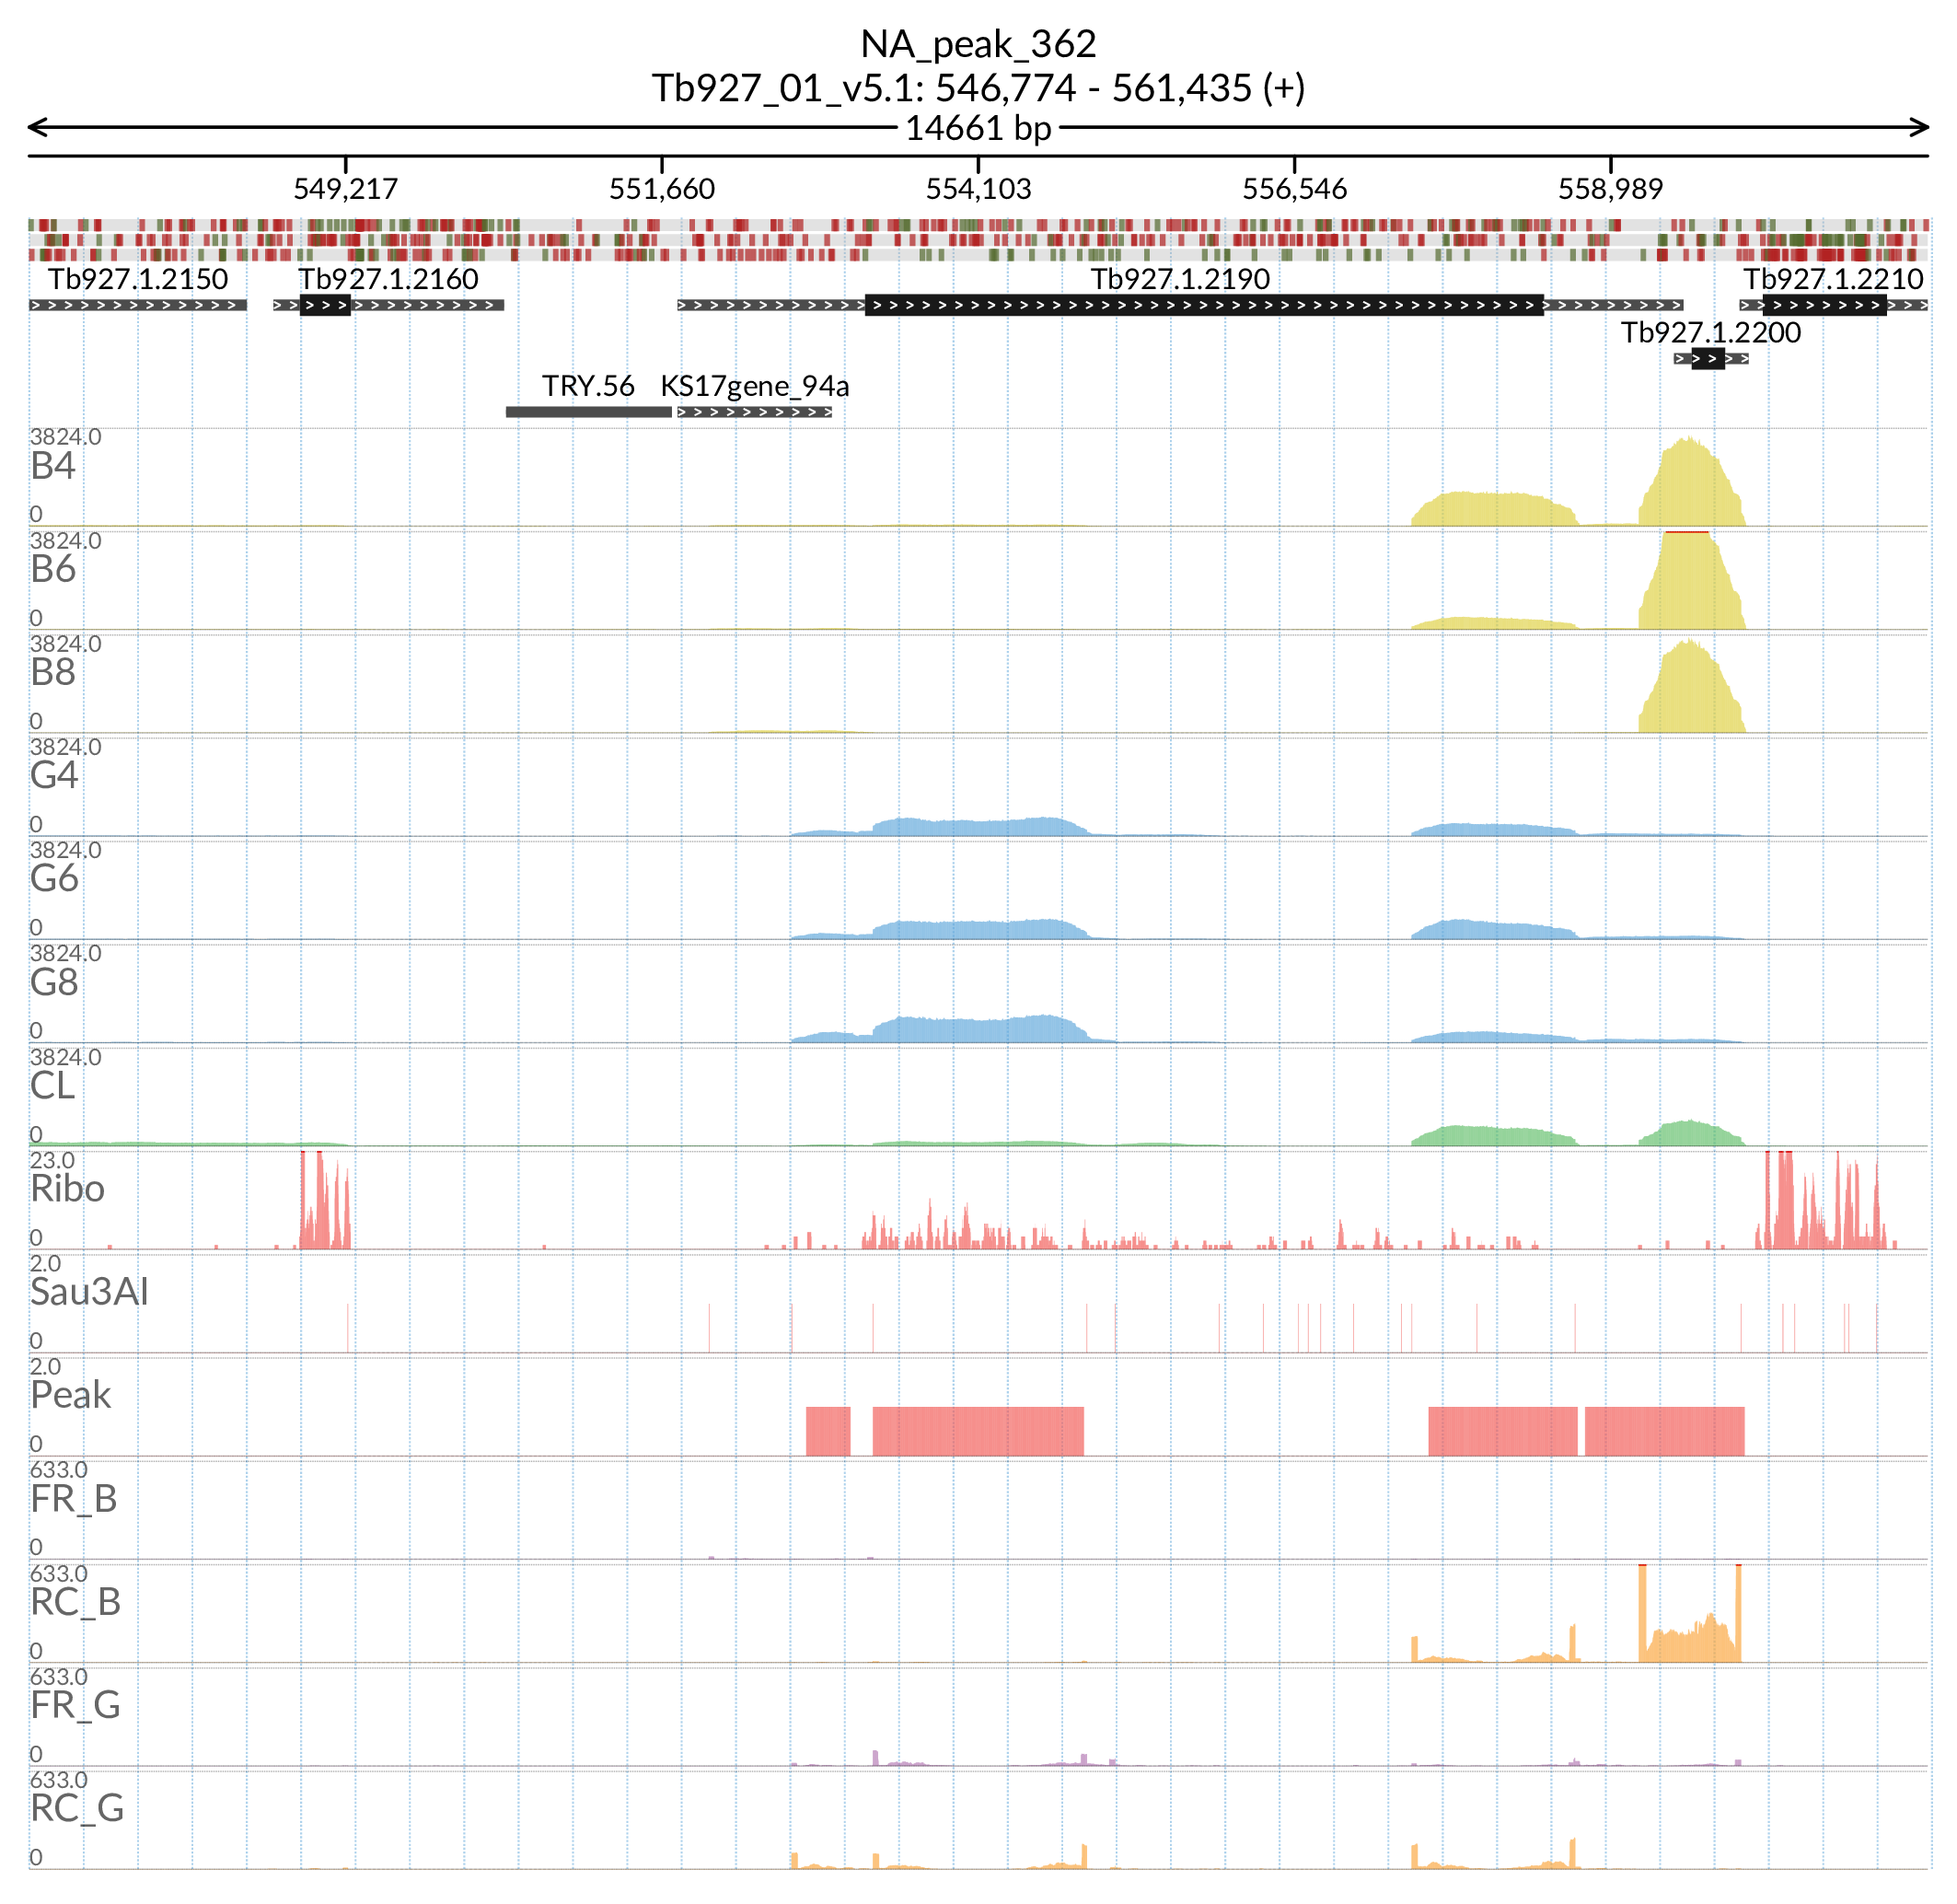 NA_peak_362
Tb927_01_v5.1: 546,774 - 561,435 (+)
14661 bp
549,217 551,660 554,103 556,546 558,989
Tb927.1.2150 Tb927.1.2160 Tb927.1.2190 Tb927.1.2210
Tb927.1.2200
TRY.56 KS17gene_94a
3824.0
B4
0
3824.0
B6
0
3824.0
B8
0
3824.0
G4
0
3824.0
G6
0
3824.0
G8
0
3824.0
CL
0
23.0
Ribo
0
2.0
Sau3AI
0
2.0
Peak
0
633.0
FR_B
0
633.0
RC_B
0
633.0
FR_G
0
633.0
RC_G
0